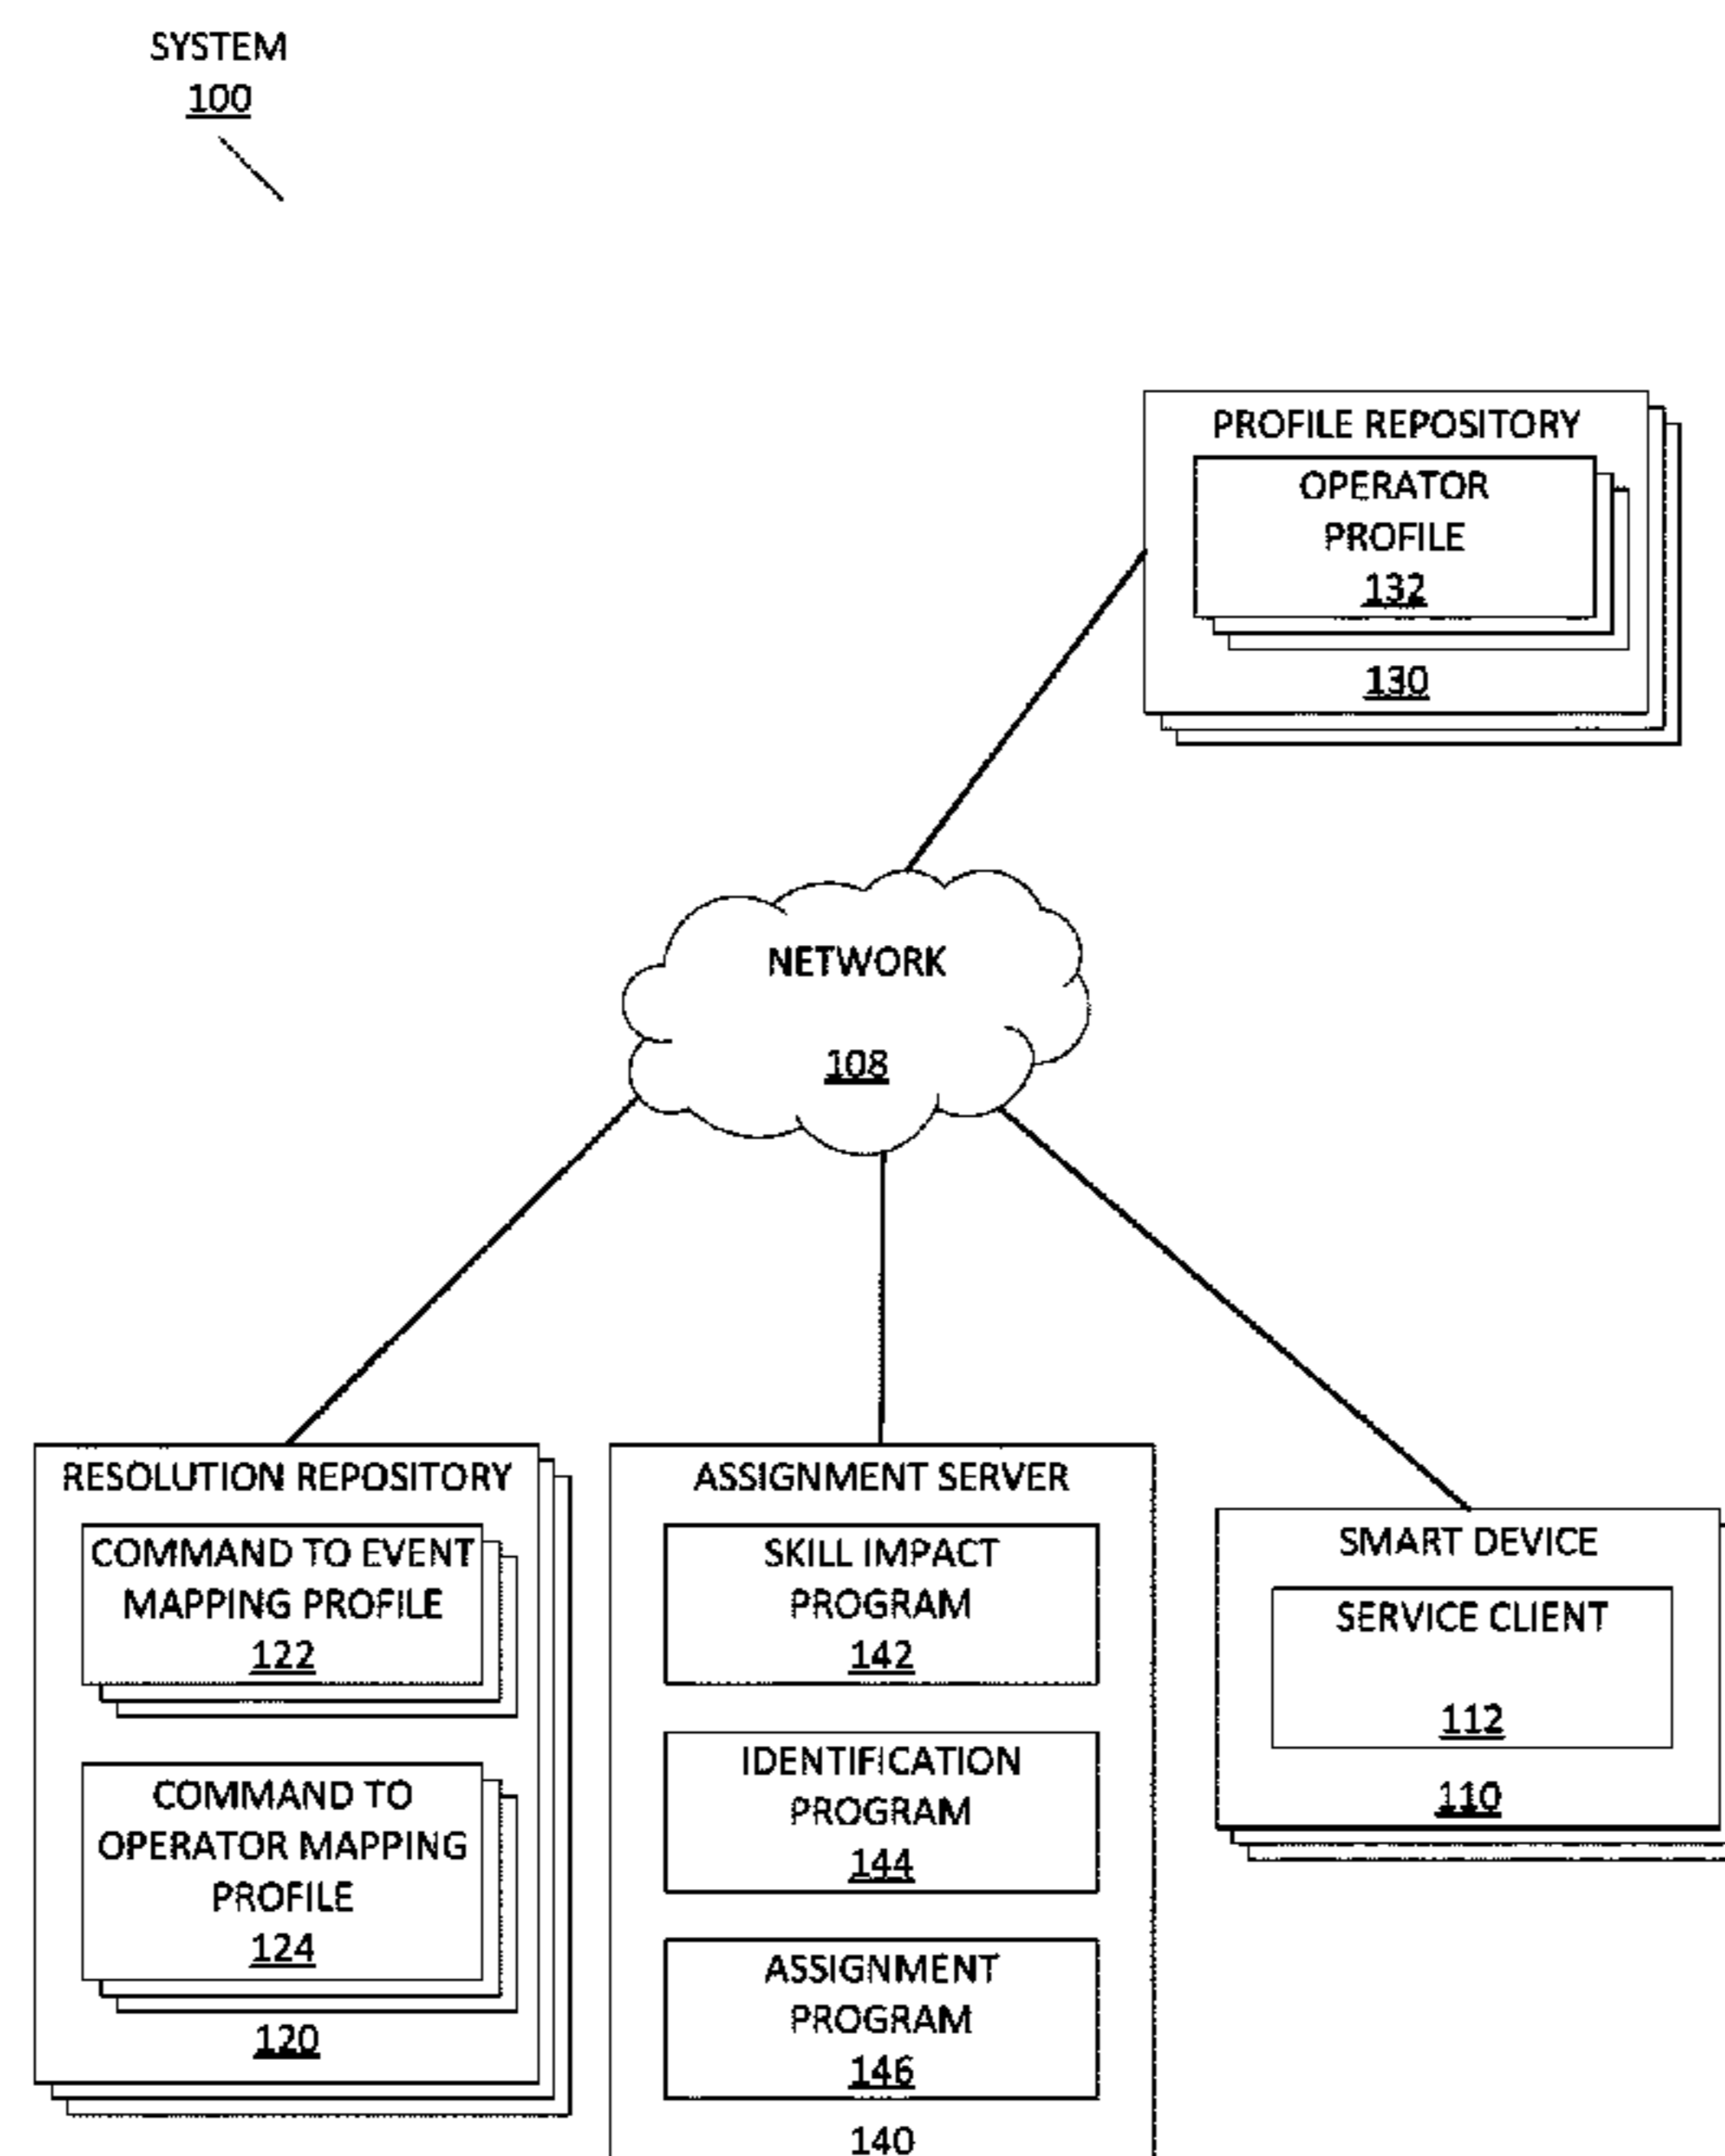 SYSTEM
100
PROFILE REPOSITORY
OPERATOR
PROFILE
132
130
NETWORK
108
RESOLUTION REPOSITORY
COMMAND TO EVENT
MAPPING PROFILE
122
COMMAND TO
OPERATOR MAPPING
PROFILE
124
120
ASSIGNMENT SERVER
SKILL IMPACT
PROGRAM
142
IDENTIFICATION
PROGRAM
144
ASSIGNMENT
PROGRAM
146
140
SMART DEVICE
SERVICE CLIENT
112
110